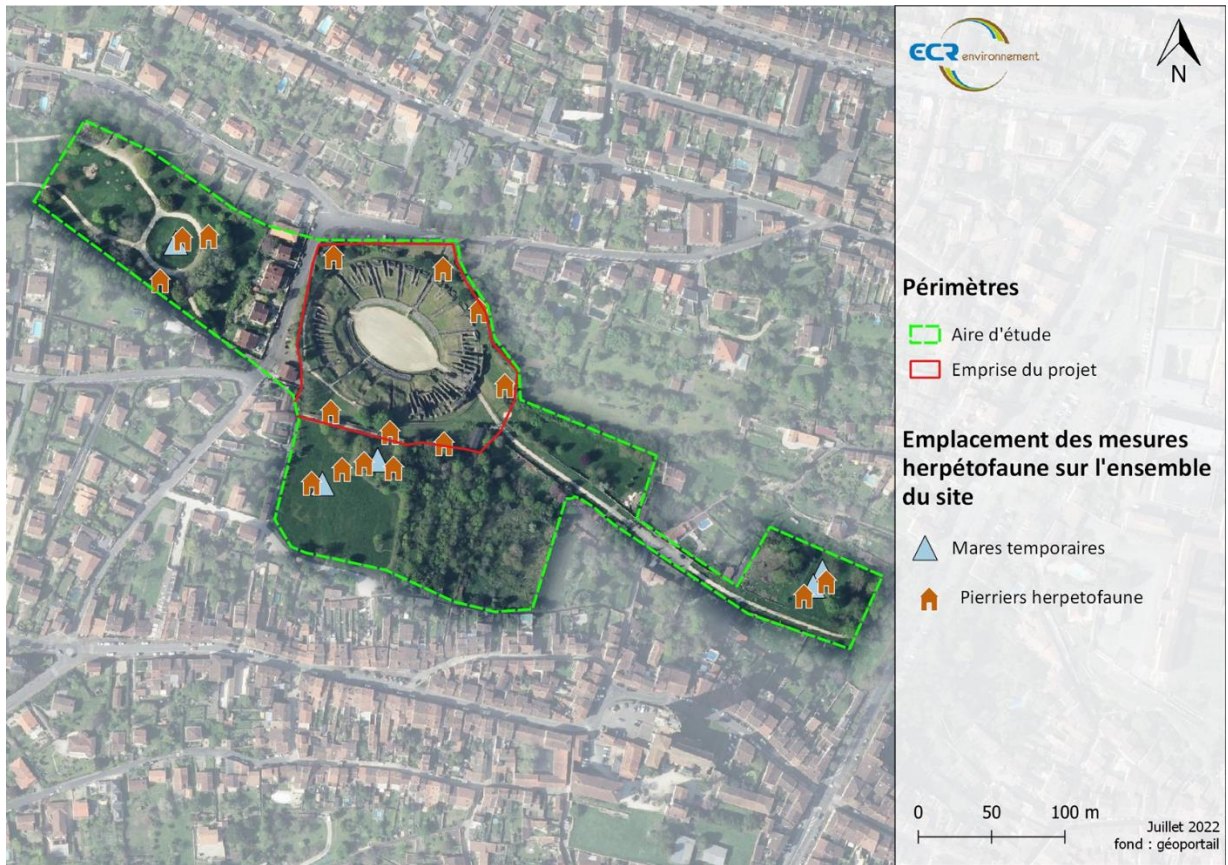 ECR environnement
N
Périmètres
Aire d'étude
Emprise du projet
Emplacement des mesures
herpétofaune sur l'ensemble
du site
Mares temporaires
Pierriers herpetofaune
0 50 100 m
Juillet 2022
fond : géoportail